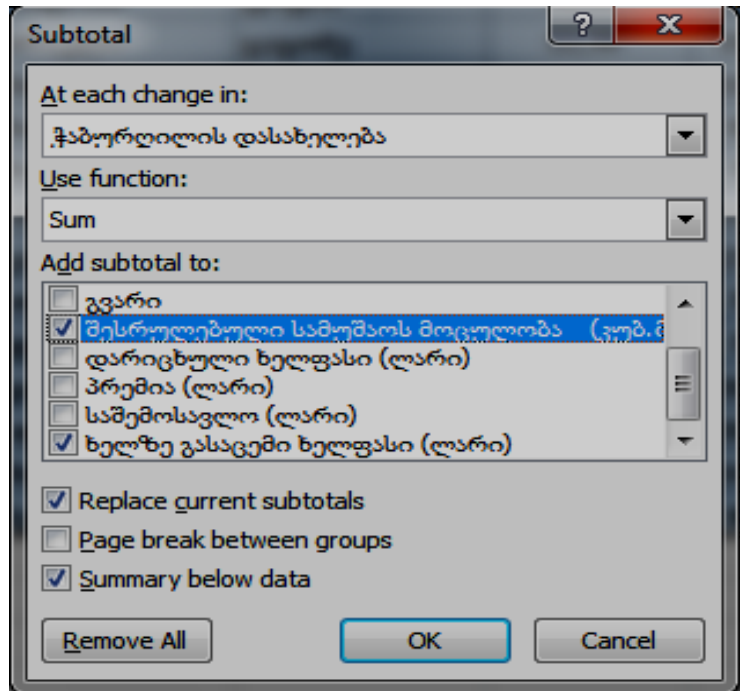 Subtotal
At each change in:
ჭაბურღილის დასახელება
Use function:
Sum
Add subtotal to:
გვარი
შესრულებული სამუშაოს მოცულობა (კუბ.მ
დარიცხული ხელფასი (ლარი)
პრემია (ლარი)
საშემოსავლო (ლარი)
ხელზე გასაცემი ხელფასი (ლარი)
Replace current subtotals
Page break between groups
Summary below data
Remove All OK Cancel